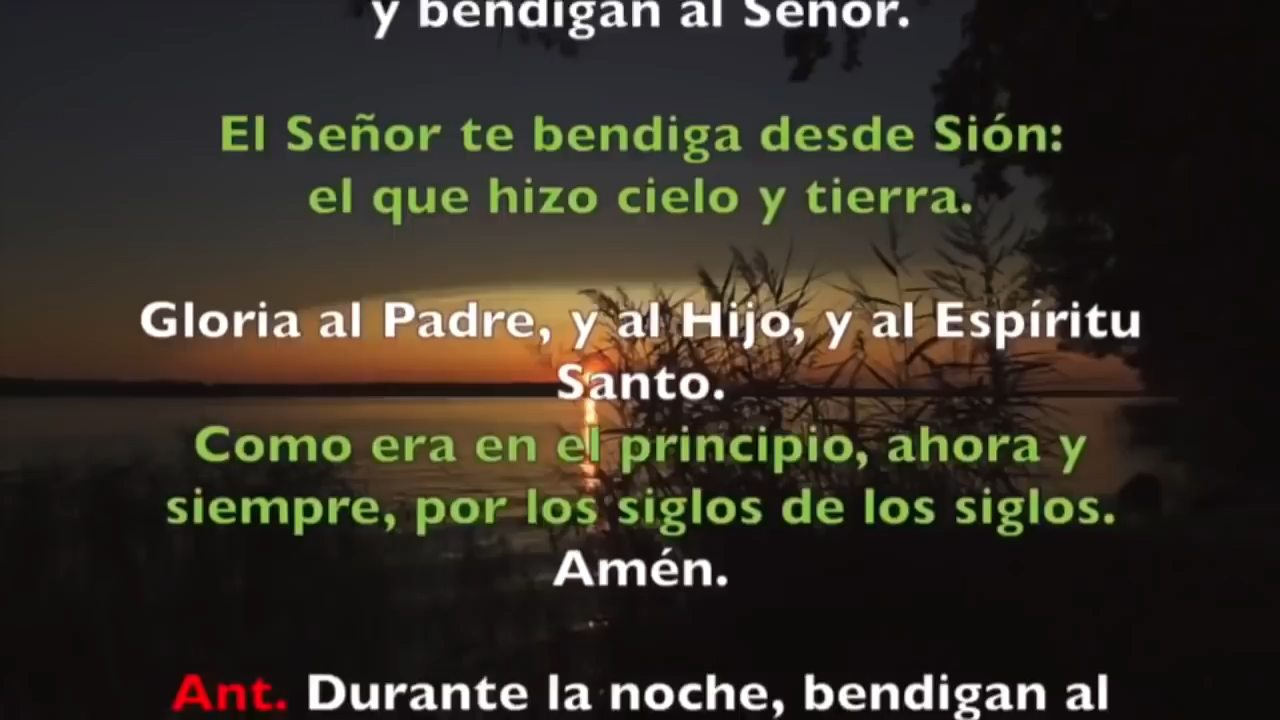 y bendigan al Señor.
El Señor te bendiga desde Sión:
el que hizo cielo y tierra.
Gloria al Padre, y al Hijo, y al Espíritu
Santo.
Como era en el principio, ahora y
siempre, por los siglos de los siglos.
Amén.
Ant. Durante la noche, bendigan al